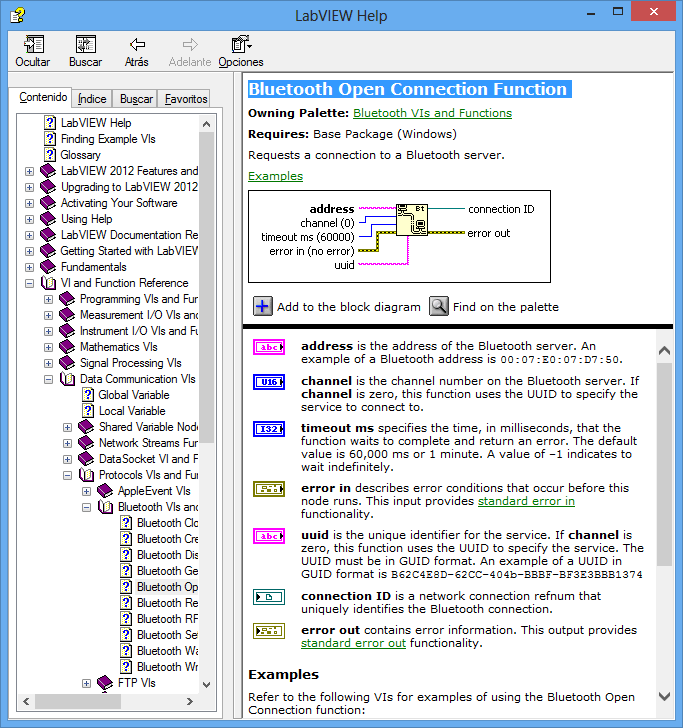 LabVIEW Help
Ocultar Buscar Atrás Adelante Opciones
Contenido Índice Buscar Favoritos
LabVIEW Help
Finding Example VIs
Glossary
LabVIEW 2012 Features and
Upgrading to LabVIEW 2012
Activating Your Software
Using Help
LabVIEW Documentation Re
Getting Started with LabVIEW
Fundamentals
VI and Function Reference
Programming VIs and Fun
Measurement I/O VIs and
Instrument I/O VIs and Fu
Mathematics VIs
Signal Processing VIs
Data Communication VIs
Global Variable
Local Variable
Shared Variable Node
Network Streams Fun
DataSocket VI and F
Protocols VIs and Fun
AppleEvent VIs
Bluetooth VIs and
Bluetooth Clo
Bluetooth Cre
Bluetooth Dis
Bluetooth Ge
Bluetooth Op
Bluetooth Re
Bluetooth RF
Bluetooth Set
Bluetooth Wa
Bluetooth Wr
FTP VIs
Bluetooth Open Connection Function
Owning Palette: Bluetooth VIs and Functions
Requires: Base Package (Windows)
Requests a connection to a Bluetooth server.
Examples
address
channel (0)
timeout ms (60000)
error in (no error)
uuid
Bt
connection ID
error out
Add to the block diagram Find on the palette
abc address is the address of the Bluetooth server. An
example of a Bluetooth address is 00:07:E0:07:D7:50.
U16 channel is the channel number on the Bluetooth server. If
channel is zero, this function uses the UUID to specify the
service to connect to.
I32 timeout ms specifies the time, in milliseconds, that the
function waits to complete and return an error. The default
value is 60,000 ms or 1 minute. A value of –1 indicates to
wait indefinitely.
error in describes error conditions that occur before this
node runs. This input provides standard error in
functionality.
abc uuid is the unique identifier for the service. If channel is
zero, this function uses the UUID to specify the service. The
UUID must be in GUID format. An example of a UUID in
GUID format is B62C4E8D-62CC-404b-BBBF-BF3E3BBB1374
connection ID is a network connection refnum that
uniquely identifies the Bluetooth connection.
error out contains error information. This output provides
standard error out functionality.
Examples
Refer to the following VIs for examples of using the Bluetooth Open
Connection function: